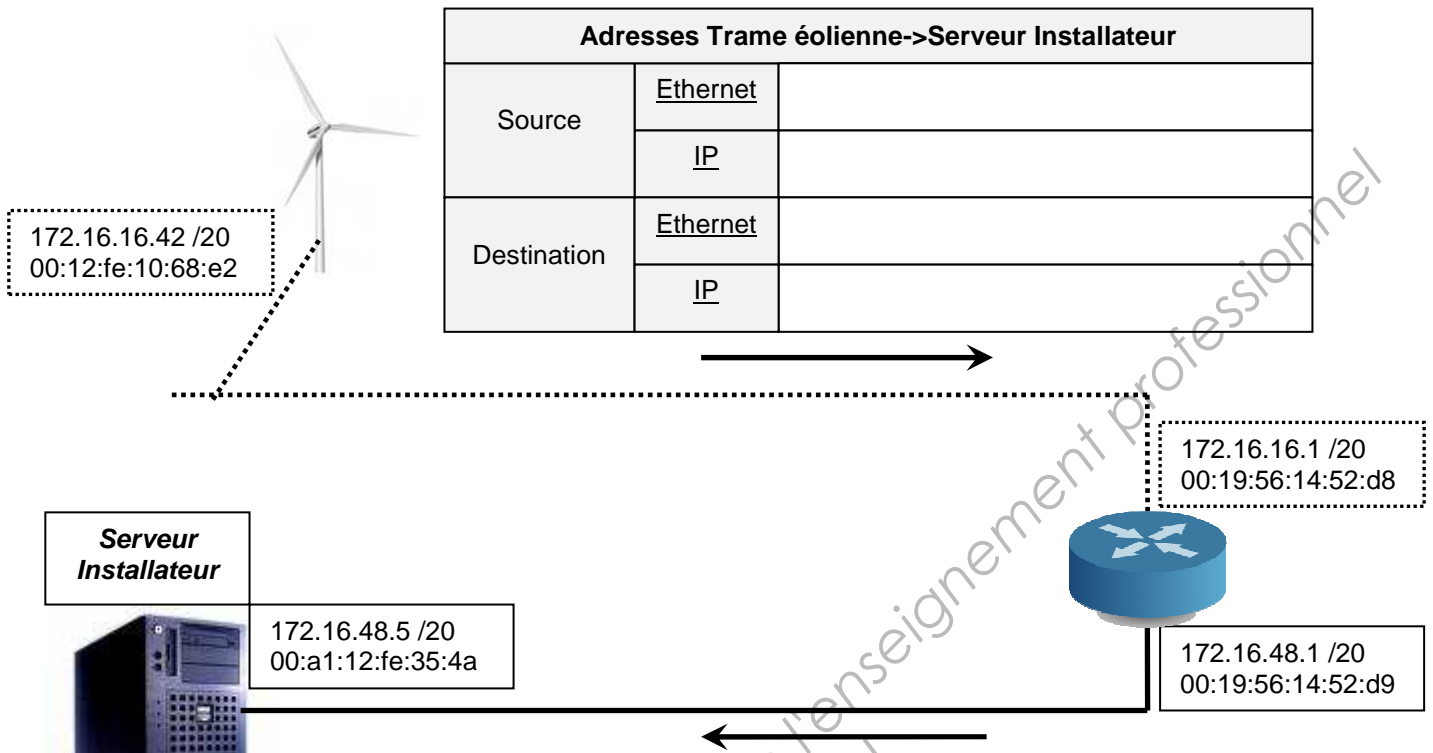 Adresses Trame éolienne->Serveur Installateur
Source
Ethernet
IP
Destination
Ethernet
IP
172.16.16.42 /20
00:12:fe:10:68:e2
172.16.16.1 /20
00:19:56:14:52:d8
Serveur
Installateur
172.16.48.5 /20
00:a1:12:fe:35:4a
172.16.48.1 /20
00:19:56:14:52:d9
l'enseignement professionnel